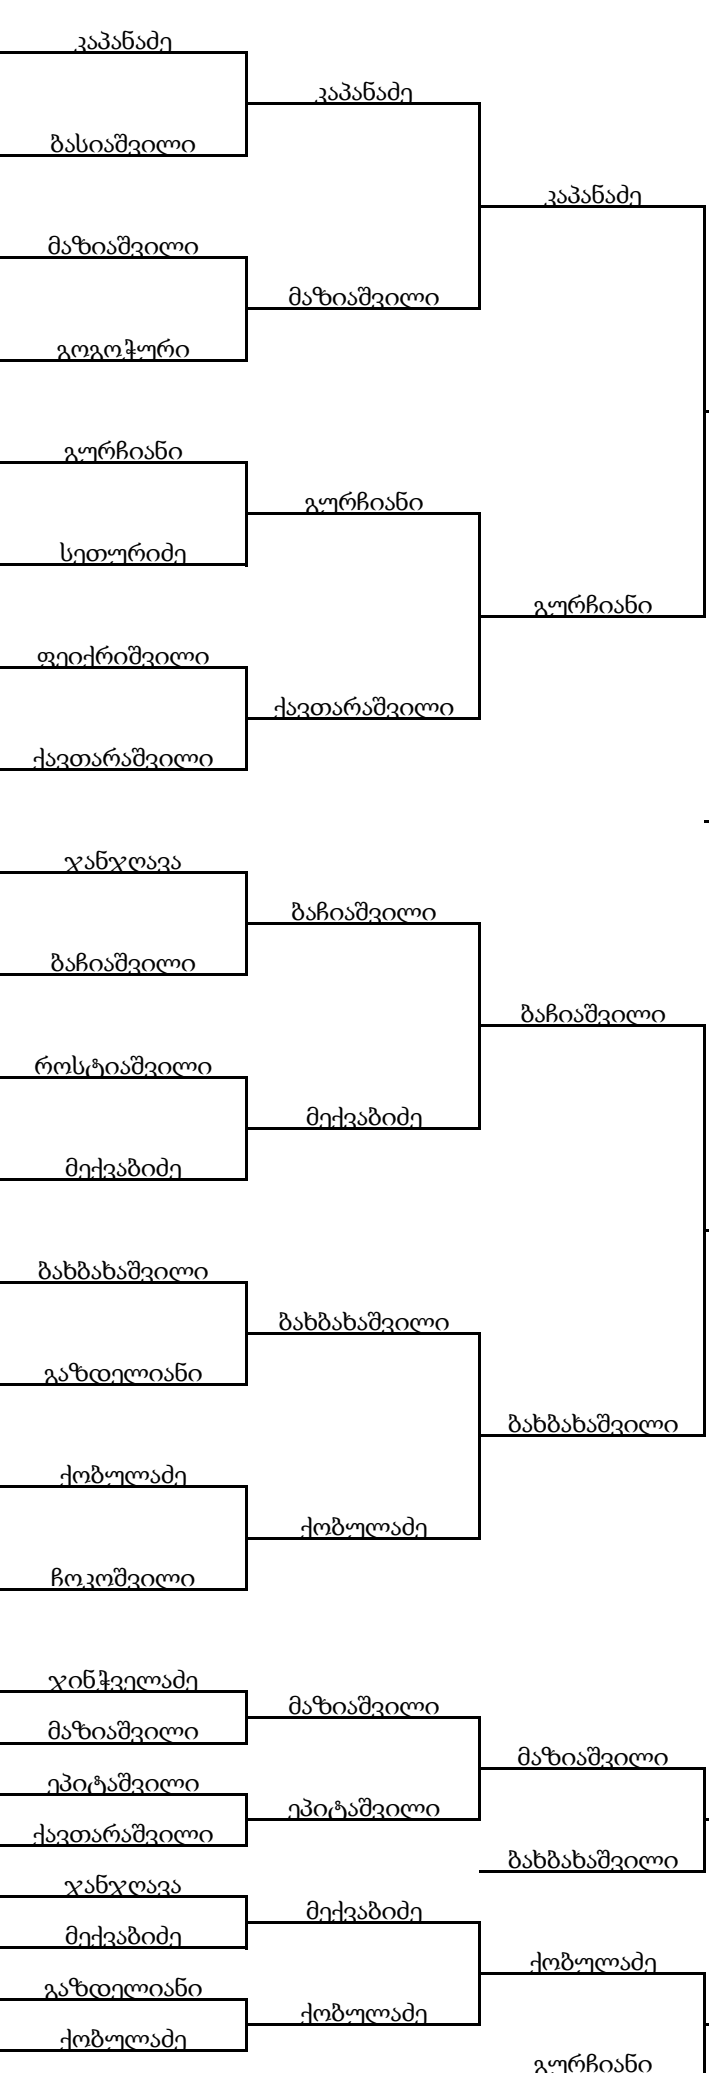 კაპანაძე
კაპანაძე
ბასიაშვილი
კაპანაძე
მაზიაშვილი
მაზიაშვილი
გოგოჭური
გურჩიანი
გურჩიანი
სეთურიძე
გურჩიანი
ფეიქრიშვილი
ქავთარაშვილი
ქავთარაშვილი
ჯანჯღავა
ბაჩიაშვილი
ბაჩიაშვილი
ბაჩიაშვილი
როსტიაშვილი
მექვაბიძე
მექვაბიძე
ბახბახაშვილი
ბახბახაშვილი
გაზდელიანი
ბახბახაშვილი
ქობულაძე
ქობულაძე
ჩოკოშვილი
ჯინჭველაძე
მაზიაშვილი
მაზიაშვილი
მაზიაშვილი
ეპიტაშვილი
ეპიტაშვილი
ქავთარაშვილი
ბახბახაშვილი
ჯანჯღავა
მექვაბიძე
მექვაბიძე
ქობულაძე
გაზდელიანი
ქობულაძე
ქობულაძე
გურჩიანი